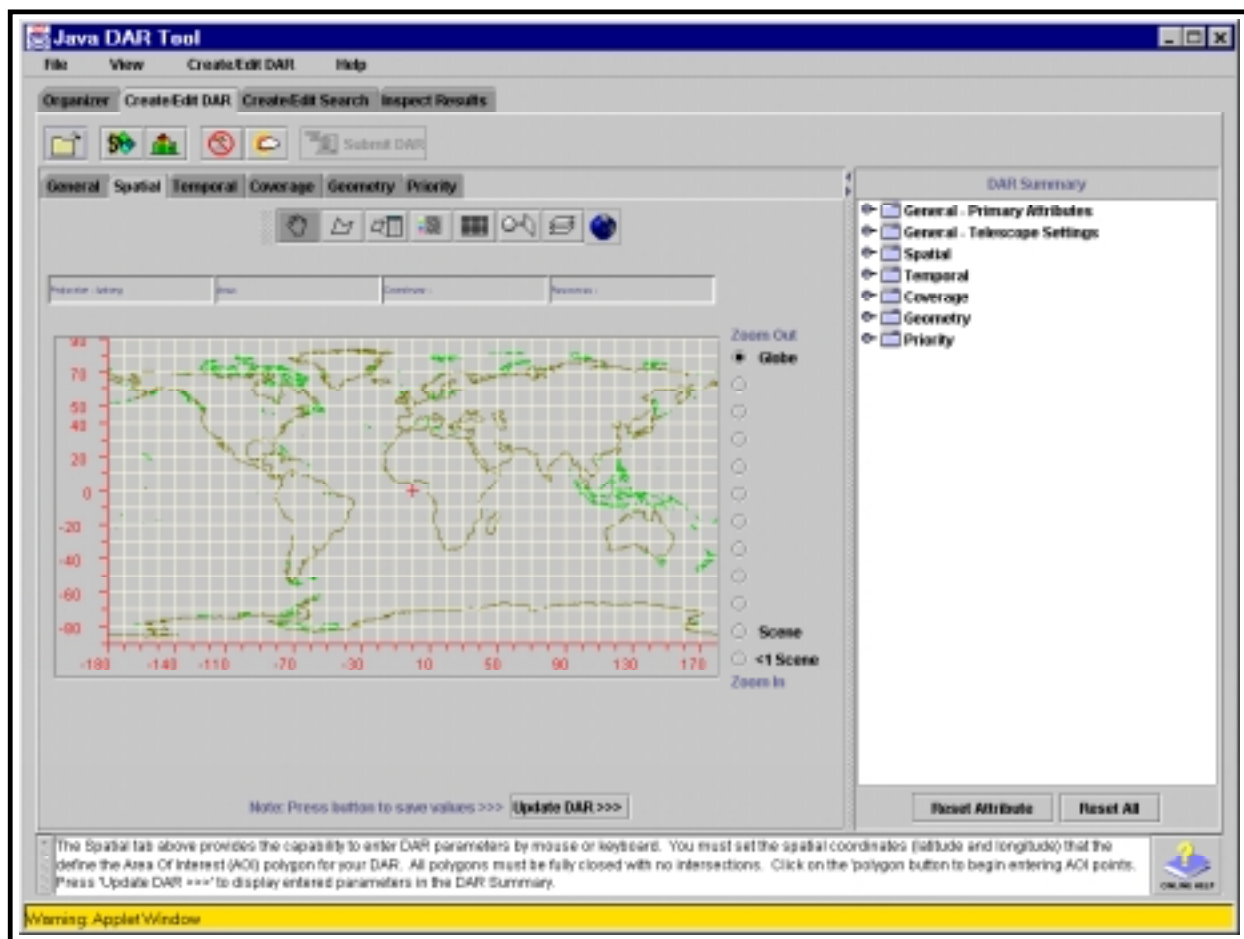 Java DAR Tool
File View Create/Edit DAR Help
Organizer Create/Edit DAR Create/Edit Search Inspect Results
Submit DAR
General Spatial Temporal Coverage Geometry Priority
DAR Summary
General - Primary Attributes
General - Telescope Settings
Spatial
Temporal
Coverage
Geometry
Priority
Zoom Out
Globe
Scene
<1 Scene
Zoom In
90
70
50
40
20
0
-20
-40
-60
-80
-180 -140 -110 -70 -30 10 50 90 130 170
Note: Press button to save values >>> Update DAR >>>
Reset Attribute Reset All
The Spatial tab above provides the capability to enter DAR parameters by mouse or keyboard. You must set the spatial coordinates (latitude and longitude) that the
define the Area Of Interest (AOI) polygon for your DAR. All polygons must be fully closed with no intersections. Click on the 'polygon button to begin entering AOI points.
Press 'Update DAR >>>' to display entered parameters in the DAR Summary.
ONLINE HELP
Warning: Applet Window